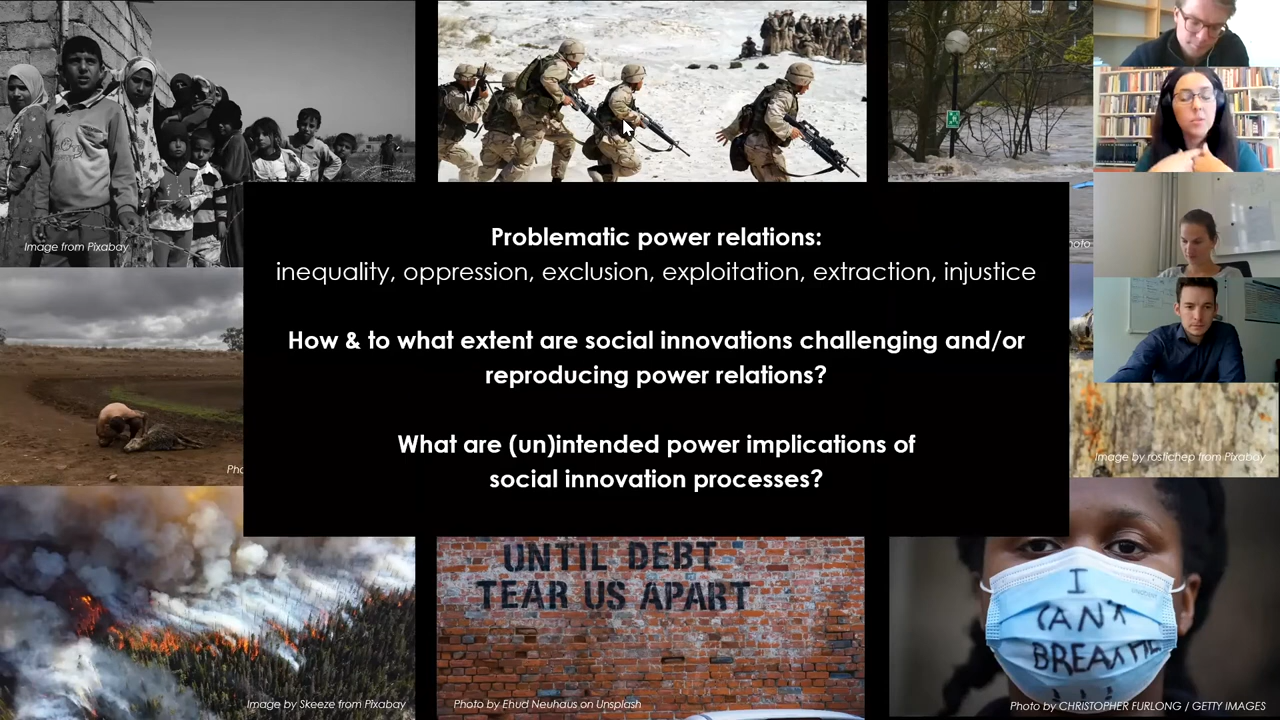 Image from Pixabay
Problematic power relations:
inequality, oppression, exclusion, exploitation, extraction, injustice
How & to what extent are social innovations challenging and/or
reproducing power relations?
What are (un)intended power implications of
social innovation processes?
Image by rostichep from Pixabay
UNTIL DEBT
TEAR US APART
I
CAN'T
BREATHE
Image by Skeeze from Pixabay
Photo by Ehud Neuhaus on Unsplash
Photo by CHRISTOPHER FURLONG / GETTY IMAGES